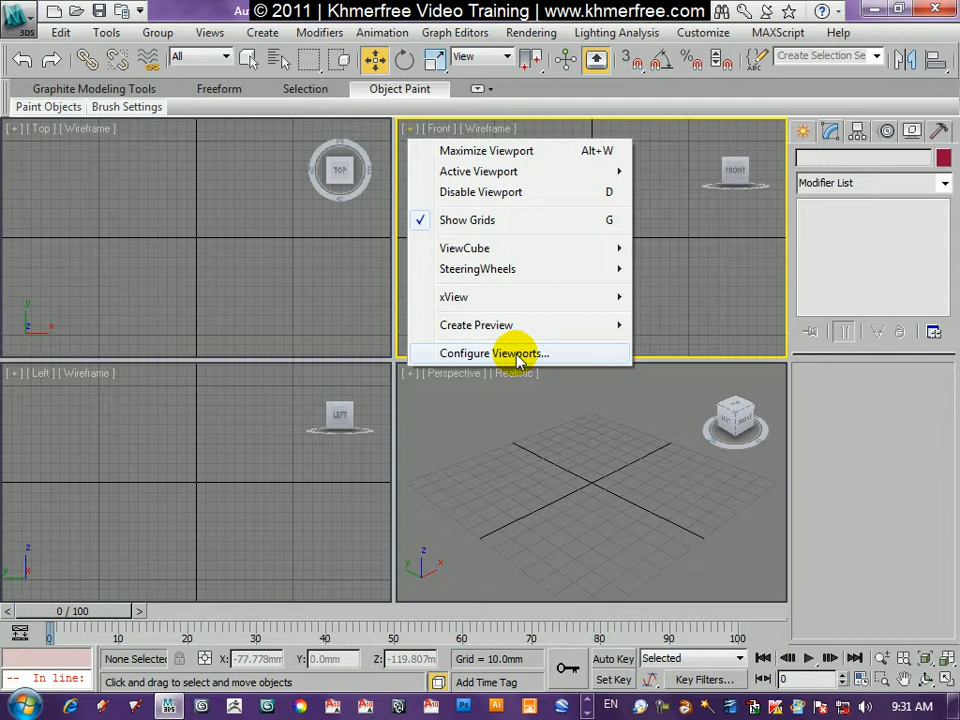 Au © 2011 | Khmerfree Video Training | www.khmerfree.com
3DS
Edit Tools Group Views Create Modifiers Animation Graph Editors Rendering Lighting Analysis Customize MAXScript Help
All View 3 % Create Selection Se
Graphite Modeling Tools Freeform Selection Object Paint
Paint Objects Brush Settings
[ + ] [ Top ] [ Wireframe ]
TOP
[ + ] [ Front ] [ Wireframe ]
FRONT
Maximize Viewport Alt+W
Active Viewport
Disable Viewport D
Show Grids G
ViewCube
SteeringWheels
xView
Create Preview
Configure Viewports...
Modifier List
y
z x
[ + ] [ Left ] [ Wireframe ]
LEFT
z
y x
[ + ] [ Perspective ] [ Realistic ]
z
y x
< 0 / 100 >
0 10 20 30 40 50 60 70 80 90 100
None Selected X: -77.778mm Y: 0.0mm Z: -119.807m Grid = 10.0mm Auto Key Selected
-- In line: Click and drag to select and move objects Add Time Tag Set Key Key Filters... 0
EN 9:31 AM